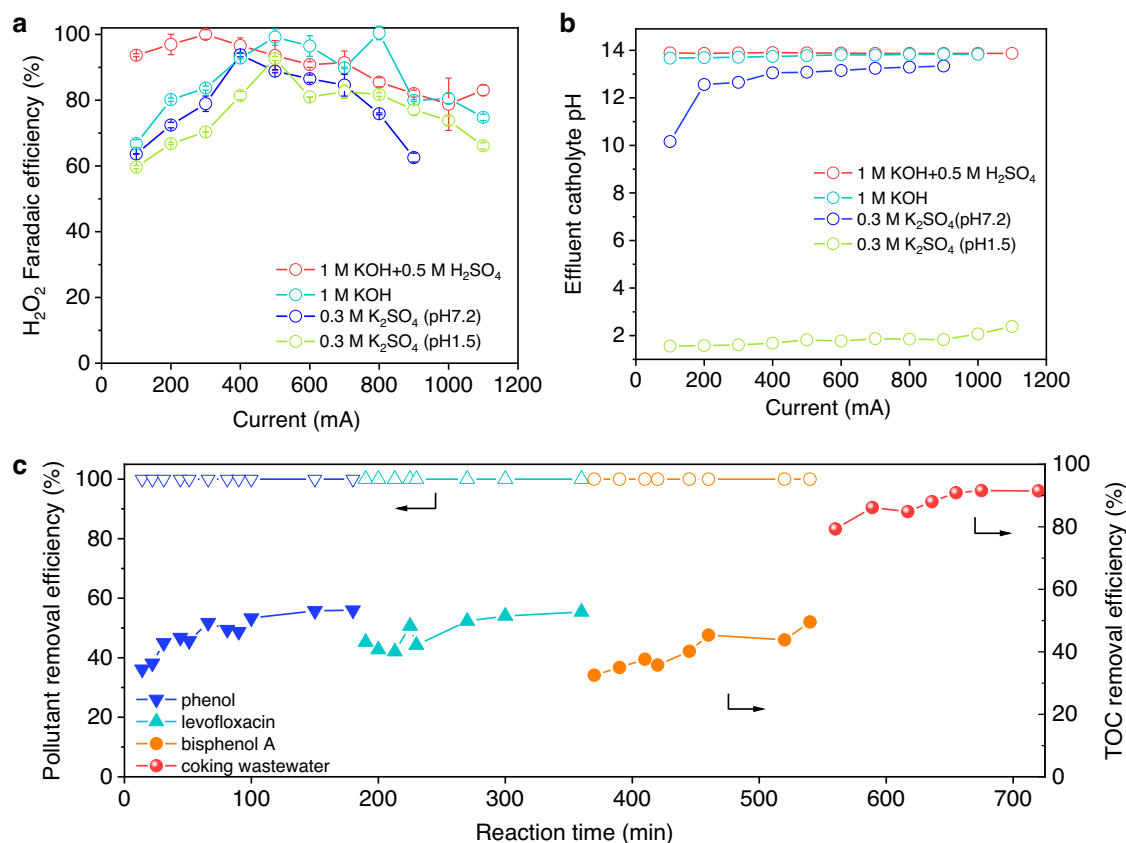 a
100
80
60
40
20
0
H₂O₂ Faradaic efficiency (%)
1 M KOH+0.5 M H₂SO₄
1 M KOH
0.3 M K₂SO₄ (pH7.2)
0.3 M K₂SO₄ (pH1.5)
0 200 400 600 800 1000 1200
Current (mA)
b
14
12
10
8
6
4
2
Effluent catholyte pH
1 M KOH+0.5 M H₂SO₄
1 M KOH
0.3 M K₂SO₄(pH7.2)
0.3 M K₂SO₄ (pH1.5)
0 200 400 600 800 1000 1200
Current (mA)
c
100
80
60
40
20
0
Pollutant removal efficiency (%)
phenol
levofloxacin
bisphenol A
coking wastewater
100
80
60
40
20
0
TOC removal efficiency (%)
0 100 200 300 400 500 600 700
Reaction time (min)